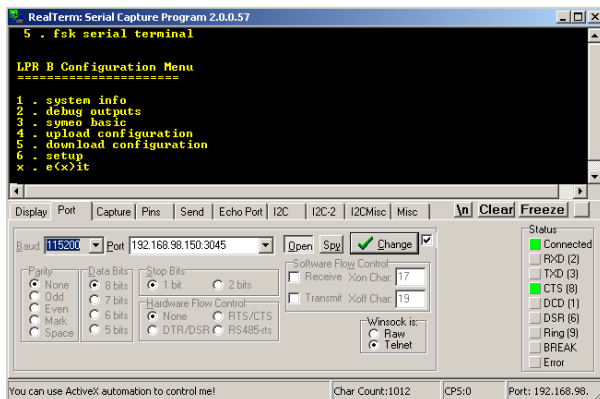 RealTerm: Serial Capture Program 2.0.0.57
5 . fsk serial terminal
LPR B Configuration Menu
======================
1 . system info
2 . debug outputs
3 . symeo basic
4 . upload configuration
5 . download configuration
6 . setup
x . e(x)it
Display Port Capture Pins Send Echo Port I2C I2C-2 I2CMisc Misc \n Clear Freeze
Baud 115200 Port 192.168.98.150:3045 Open Spy Change
Parity
None
Odd
Even
Mark
Space
Data Bits
8 bits
7 bits
6 bits
5 bits
Stop Bits
1 bit 2 bits
Hardware Flow Control
None RTS/CTS
DTR/DSR RS485-rts
Software Flow Control
Receive Xon Char: 17
Transmit Xoff Char: 19
Winsock is:
Raw
Telnet
Status
Connected
RXD (2)
TXD (3)
CTS (8)
DCD (1)
DSR (6)
Ring (9)
BREAK
Error
You can use ActiveX automation to control me! Char Count:1012 CPS:0 Port: 192.168.98.